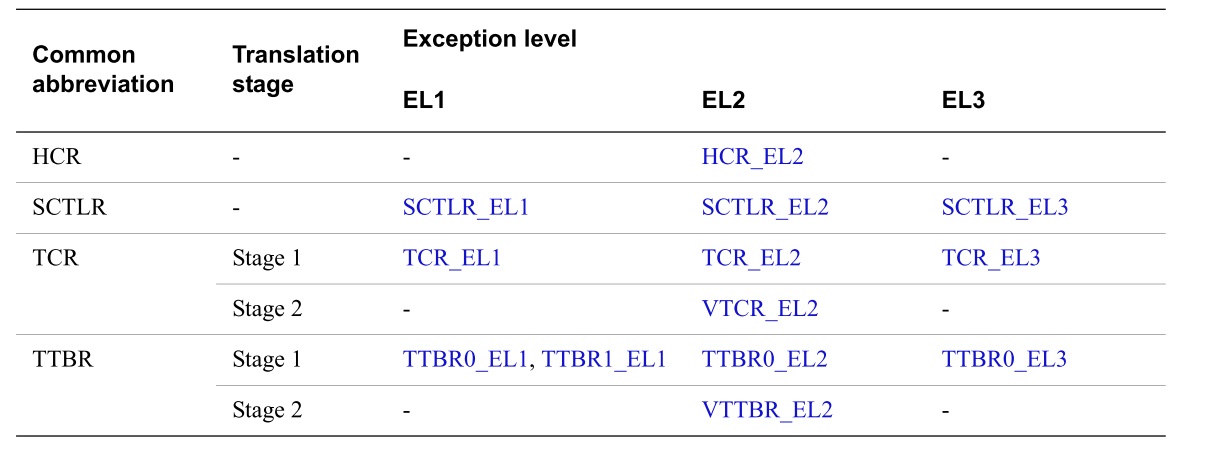 Common abbreviation Translation stage Exception level
EL1 EL2 EL3
HCR - - HCR_EL2 -
SCTLR - SCTLR_EL1 SCTLR_EL2 SCTLR_EL3
TCR Stage 1 TCR_EL1 TCR_EL2 TCR_EL3
Stage 2 - VTCR_EL2 -
TTBR Stage 1 TTBR0_EL1, TTBR1_EL1 TTBR0_EL2 TTBR0_EL3
Stage 2 - VTTBR_EL2 -